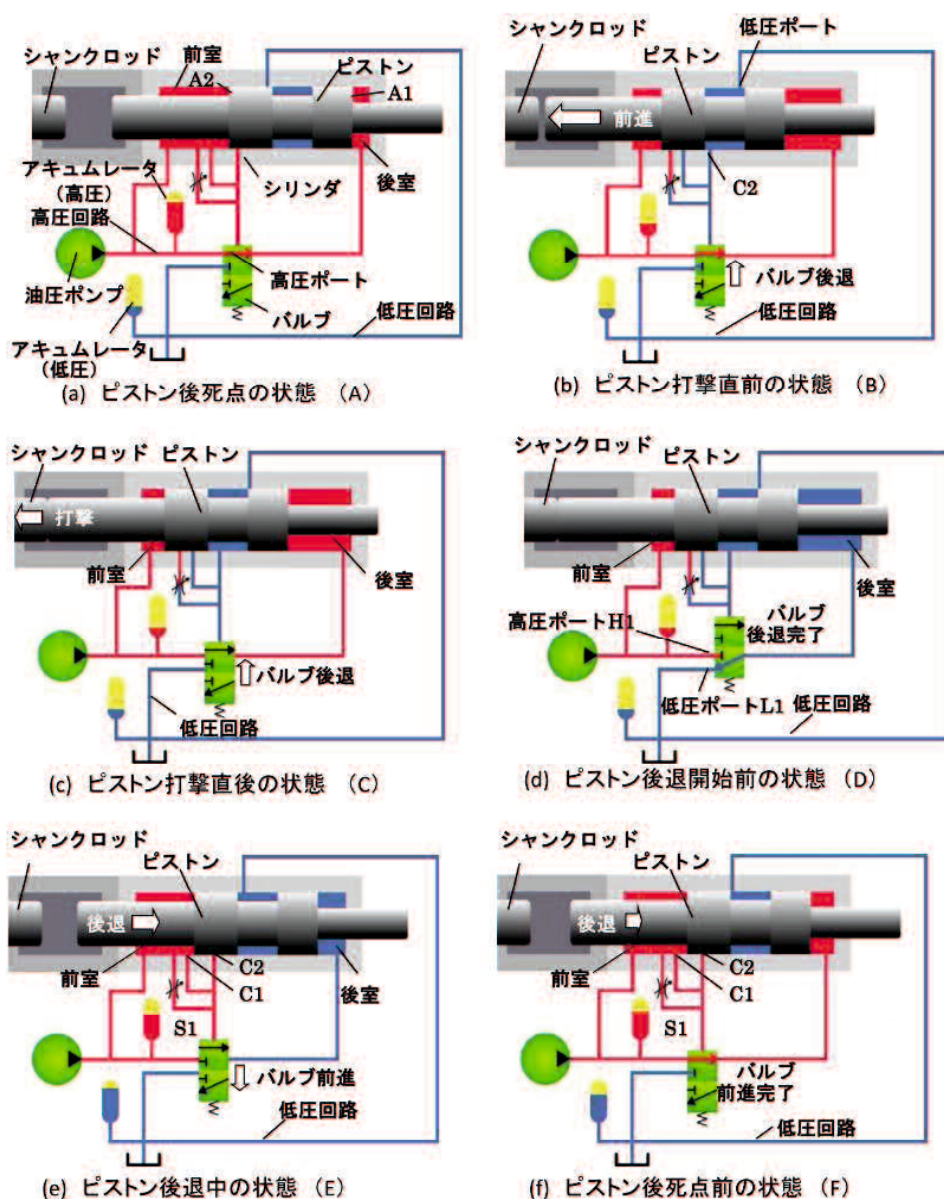 シャンクロッド
前室
A2
ピストン
A1
アキュムレータ
(高圧)
シリンダ
後室
高圧回路
油圧ポンプ
高圧ポート
バルブ
低圧回路
アキュムレータ
(低圧)
(a) ピストン後死点の状態 (A)
シャンクロッド
ピストン
低圧ポート
前進
C2
バルブ後退
低圧回路
(b) ピストン打撃直前の状態 (B)
シャンクロッド
ピストン
打撃
前室
後室
バルブ後退
低圧回路
(c) ピストン打撃直後の状態 (C)
シャンクロッド
ピストン
前室
後室
高圧ポートH1
バルブ
後退完了
低圧ポートL1
低圧回路
(d) ピストン後退開始前の状態 (D)
シャンクロッド
ピストン
後退
前室
C2
C1
後室
S1
バルブ前進
低圧回路
(e) ピストン後退中の状態 (E)
シャンクロッド
ピストン
後退
前室
C2
C1
S1
バルブ
前進完了
低圧回路
(f) ピストン後死点前の状態 (F)